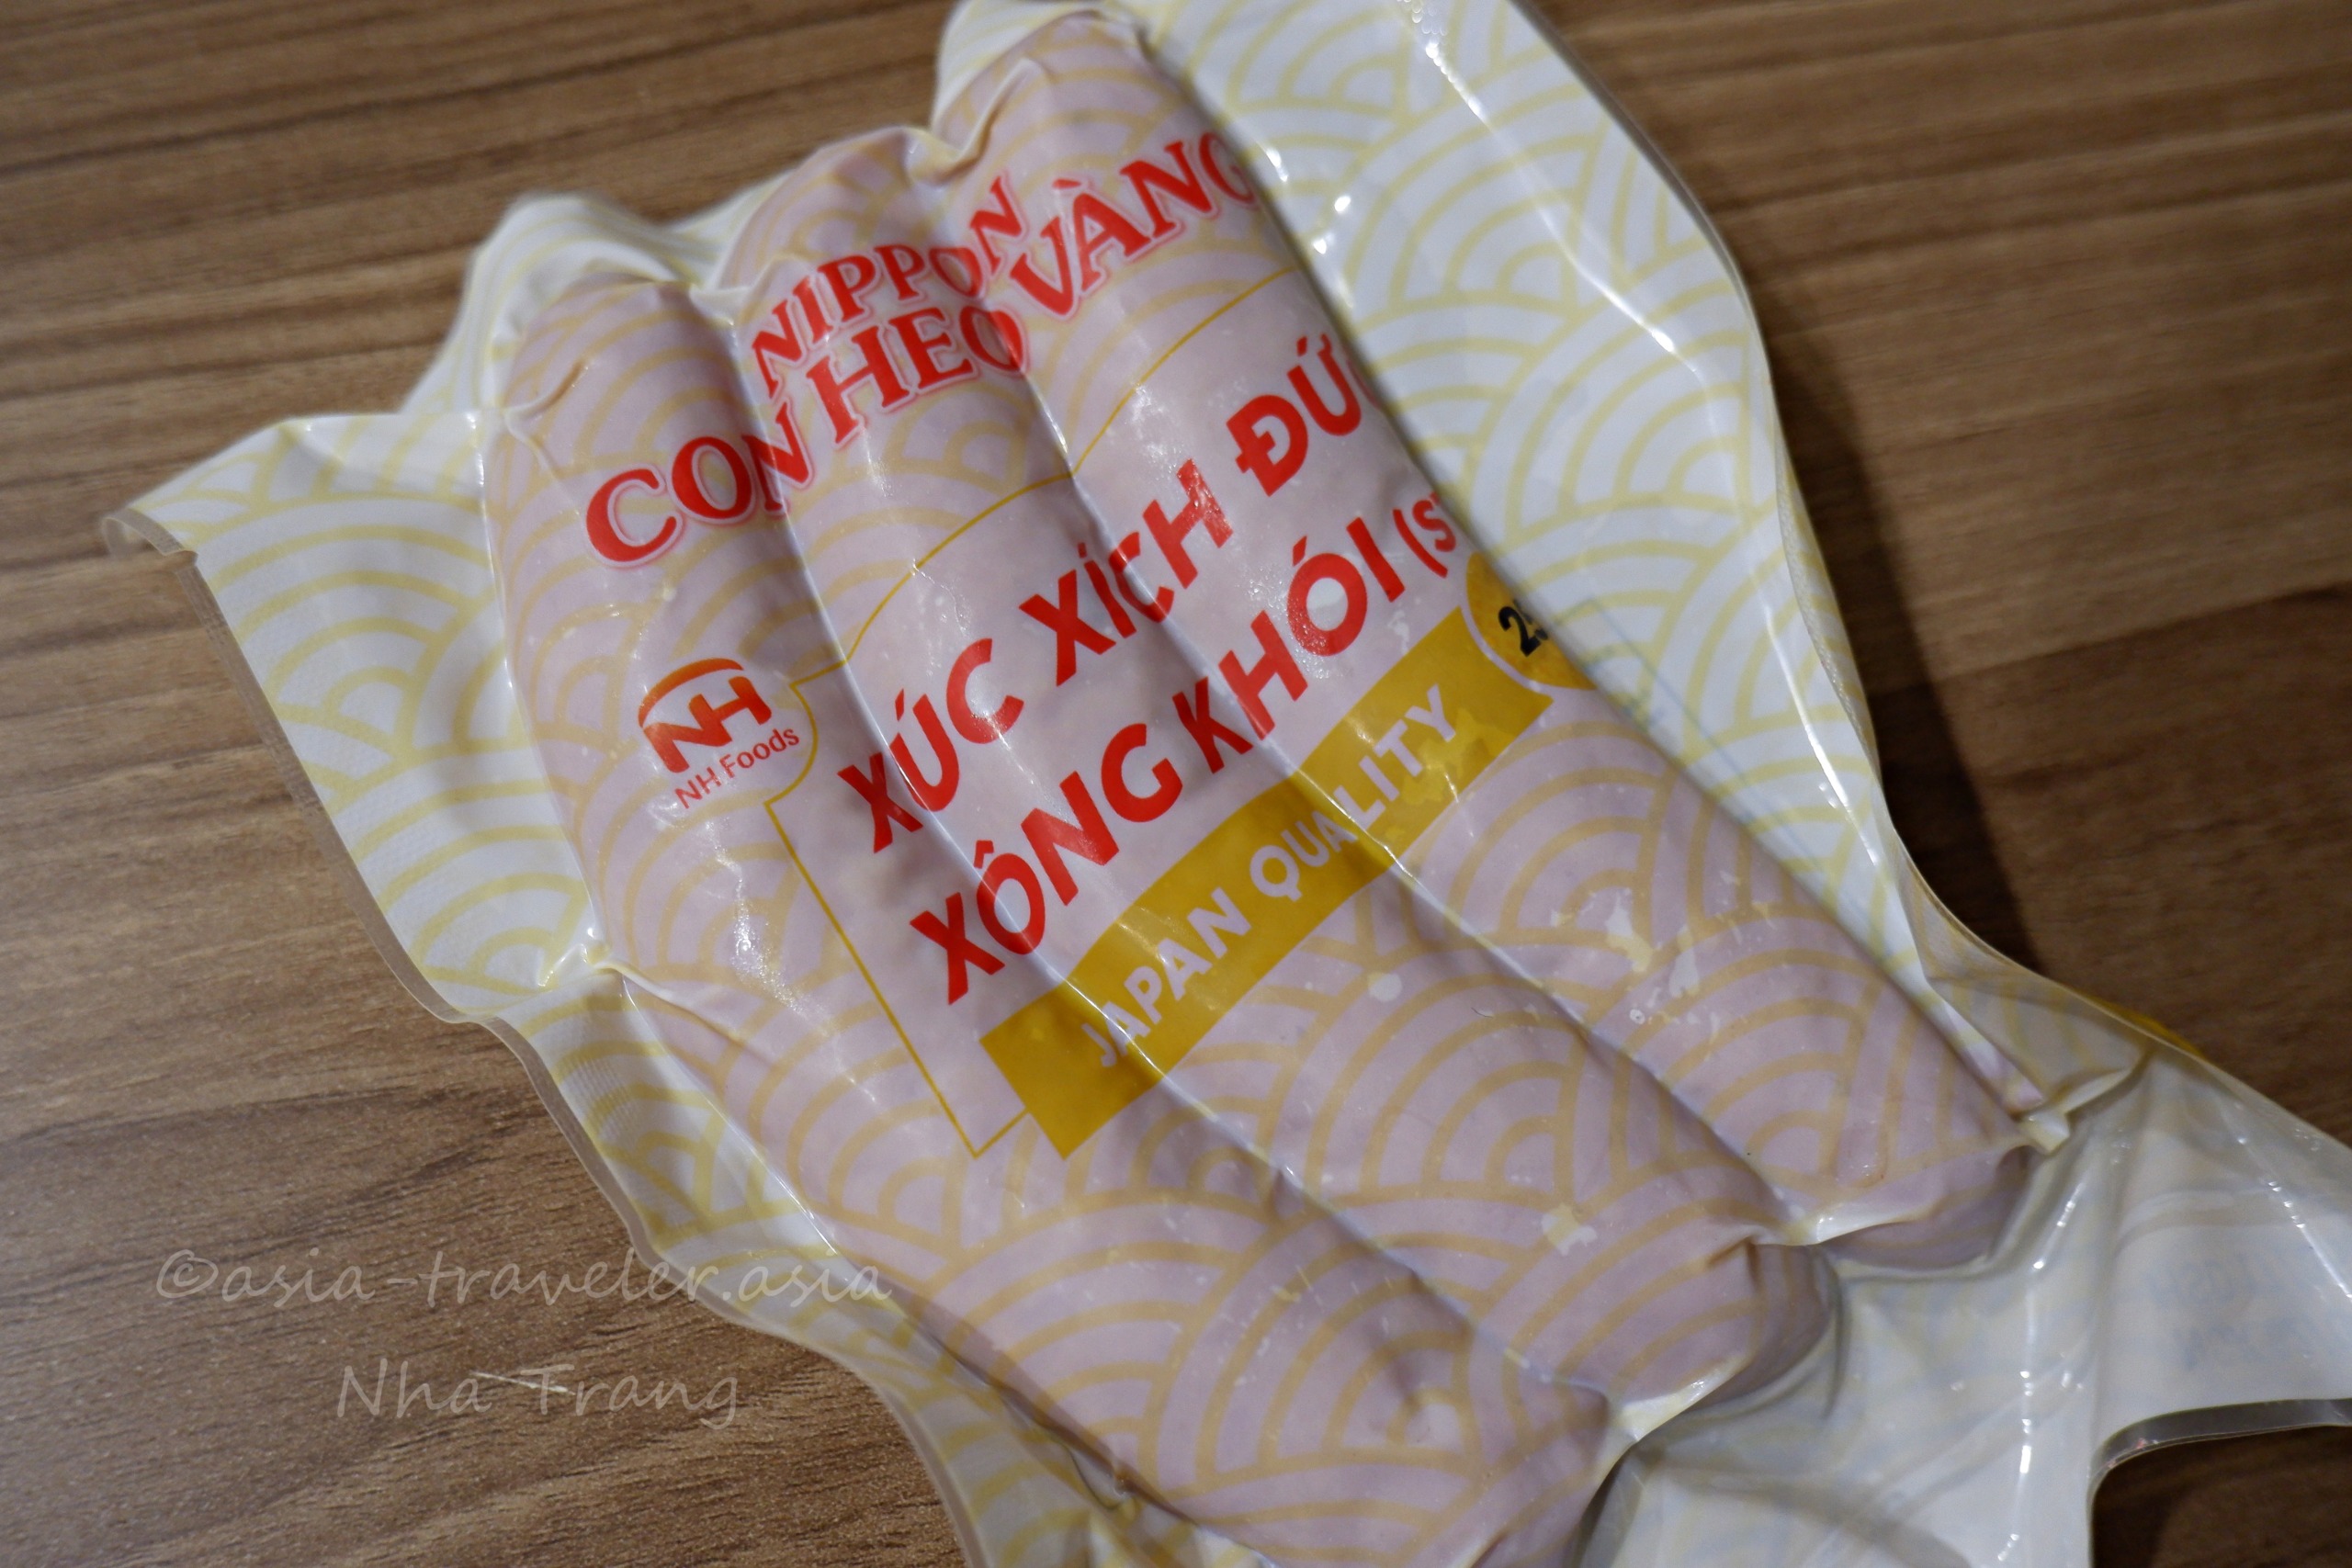 NIPPON
CON HEO VÀNG
NH
NH Foods
XÚC XÍCH
XÔNG KHÓI
JAPAN QUALITY
©asia-traveler.asia
Nha Trang